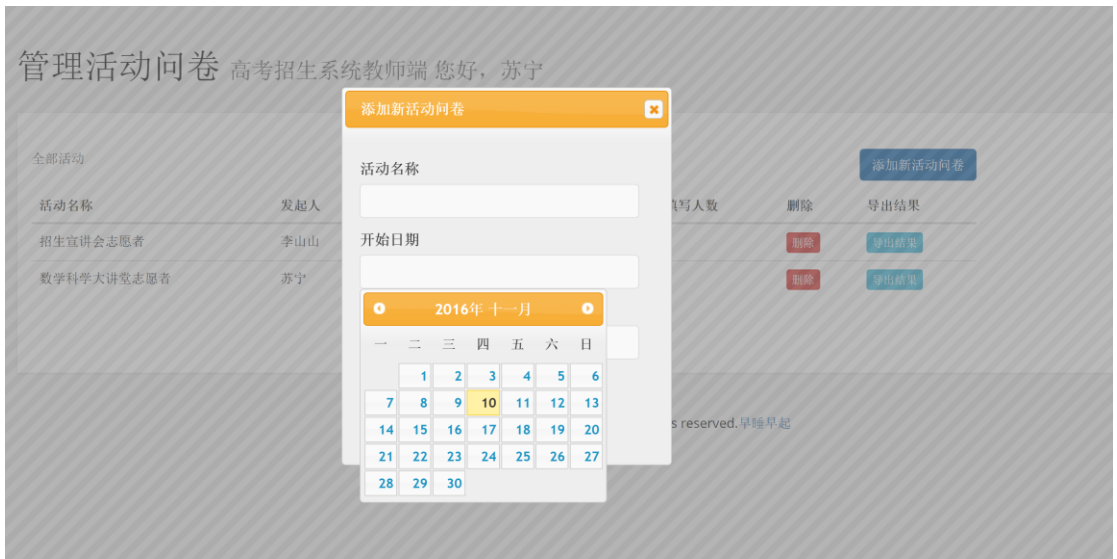 管理活动问卷 高考招生系统教师端 您好，苏宁
添加新活动问卷
全部活动
添加新活动问卷
活动名称
活动名称 发起人 填写人数 删除 导出结果
招生宣讲会志愿者 李山山 删除 导出结果
开始日期
数学科学大讲堂志愿者 苏宁 删除 导出结果
2016年 十一月
一 二 三 四 五 六 日
1 2 3 4 5 6
7 8 9 10 11 12 13
s reserved.早睡早起
14 15 16 17 18 19 20
21 22 23 24 25 26 27
28 29 30